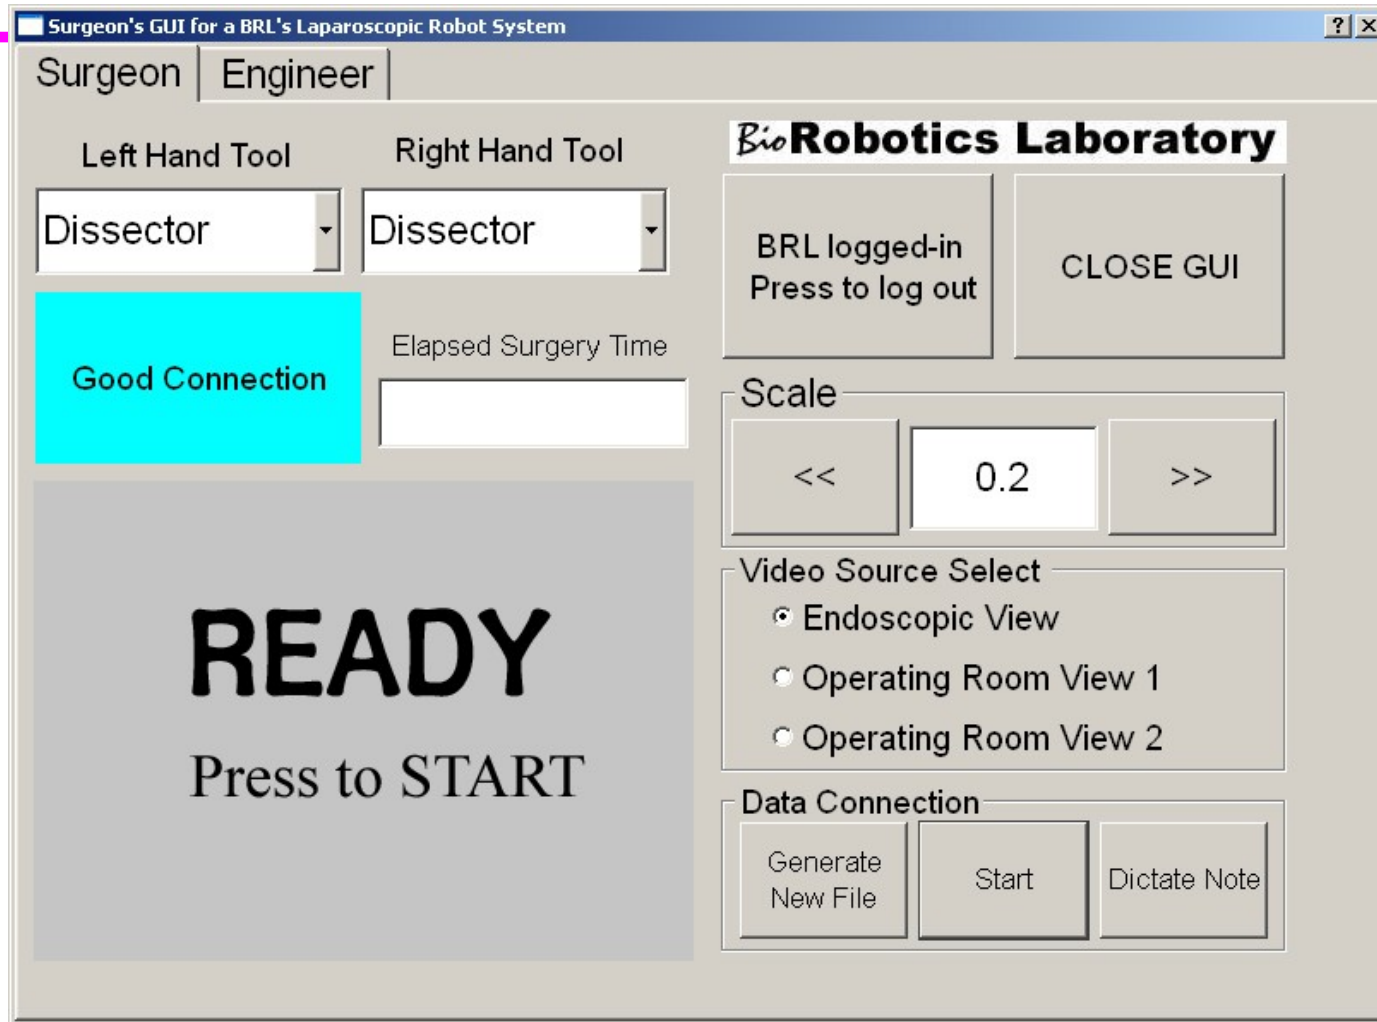 Surgeon's GUI for a BRL's Laparoscopic Robot System
Surgeon
Engineer
Left Hand Tool
Right Hand Tool
Dissector
Dissector
Good Connection
Elapsed Surgery Time
READY
Press to START
BioRobotics Laboratory
BRL logged-in
Press to log out
CLOSE GUI
Scale
<<
0.2
>>
Video Source Select
Endoscopic View
Operating Room View 1
Operating Room View 2
Data Connection
Generate
New File
Start
Dictate Note